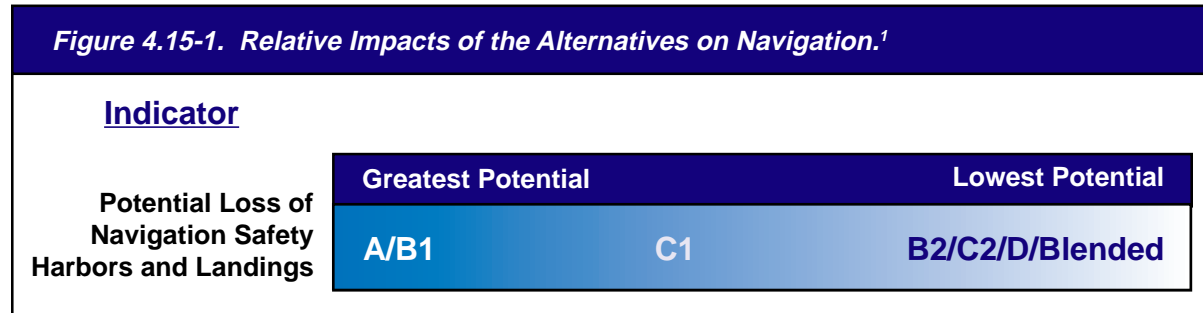 Figure 4.15-1. Relative Impacts of the Alternatives on Navigation.1
Indicator
Potential Loss of
Navigation Safety
Harbors and Landings
Greatest Potential Lowest Potential
A/B1 C1 B2/C2/D/Blended